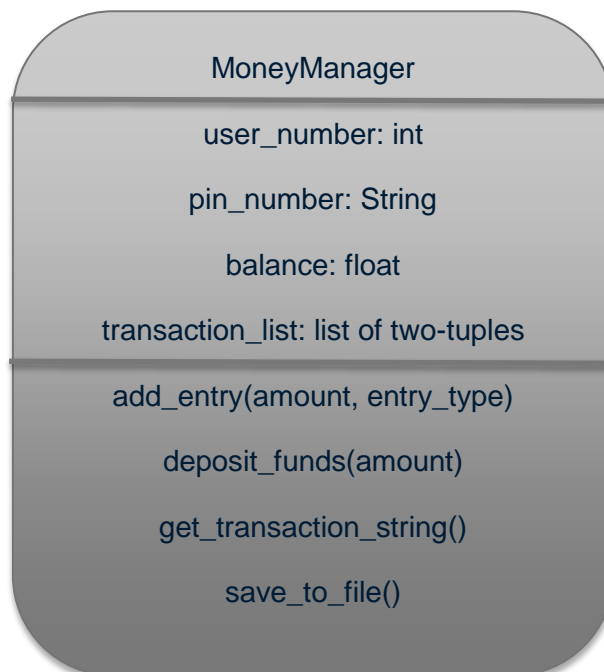 MoneyManager
user_number: int
pin_number: String
balance: float
transaction_list: list of two-tuples
add_entry(amount, entry_type)
deposit_funds(amount)
get_transaction_string()
save_to_file()